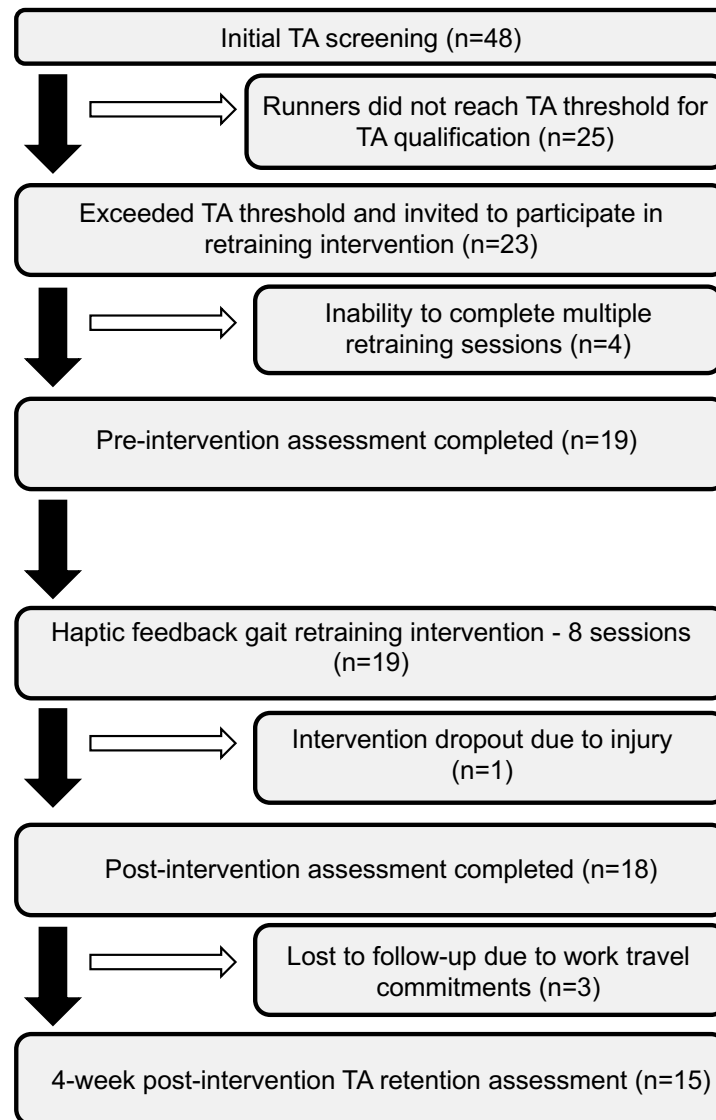 Initial TA screening (n=48)
Runners did not reach TA threshold for
TA qualification (n=25)
Exceeded TA threshold and invited to participate in
retraining intervention (n=23)
Inability to complete multiple
retraining sessions (n=4)
Pre-intervention assessment completed (n=19)
Haptic feedback gait retraining intervention - 8 sessions
(n=19)
Intervention dropout due to injury
(n=1)
Post-intervention assessment completed (n=18)
Lost to follow-up due to work travel
commitments (n=3)
4-week post-intervention TA retention assessment (n=15)